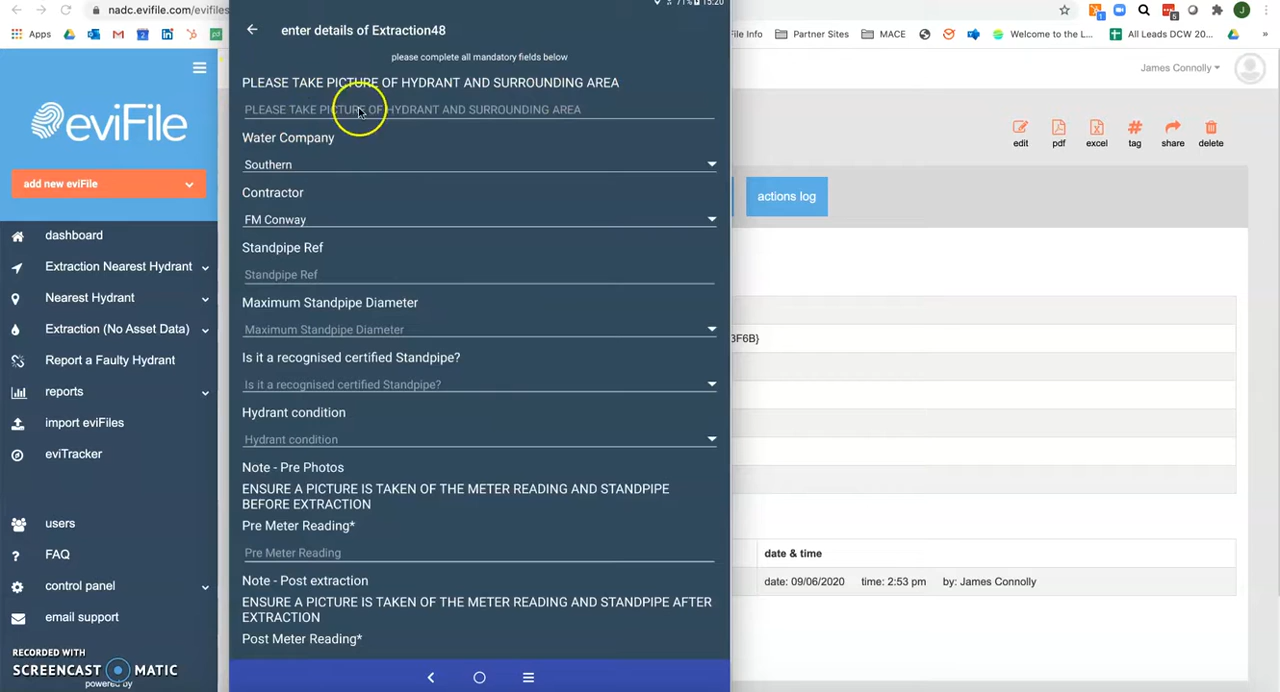 nadc.evifile.com/evifiles
71% 15:20
Apps
File Info
Partner Sites
MACE
Welcome to the I...
All Leads DCW 20...
eviFile
add new eviFile
dashboard
Extraction Nearest Hydrant
Nearest Hydrant
Extraction (No Asset Data)
Report a Faulty Hydrant
reports
import eviFiles
eviTracker
users
FAQ
control panel
email support
RECORDED WITH
SCREENCAST MATIC
powered by
enter details of Extraction48
please complete all mandatory fields below
PLEASE TAKE PICTURE OF HYDRANT AND SURROUNDING AREA
PLEASE TAKE PICTURE OF HYDRANT AND SURROUNDING AREA
Water Company
Southern
Contractor
FM Conway
Standpipe Ref
Standpipe Ref
Maximum Standpipe Diameter
Maximum Standpipe Diameter
Is it a recognised certified Standpipe?
Is it a recognised certified Standpipe?
Hydrant condition
Hydrant condition
Note - Pre Photos
ENSURE A PICTURE IS TAKEN OF THE METER READING AND STANDPIPE
BEFORE EXTRACTION
Pre Meter Reading*
Pre Meter Reading
Note - Post extraction
ENSURE A PICTURE IS TAKEN OF THE METER READING AND STANDPIPE AFTER
EXTRACTION
Post Meter Reading*
James Connolly
edit pdf excel tag share delete
actions log
3F6B}
date & time
date: 09/06/2020 time: 2:53 pm by: James Connolly